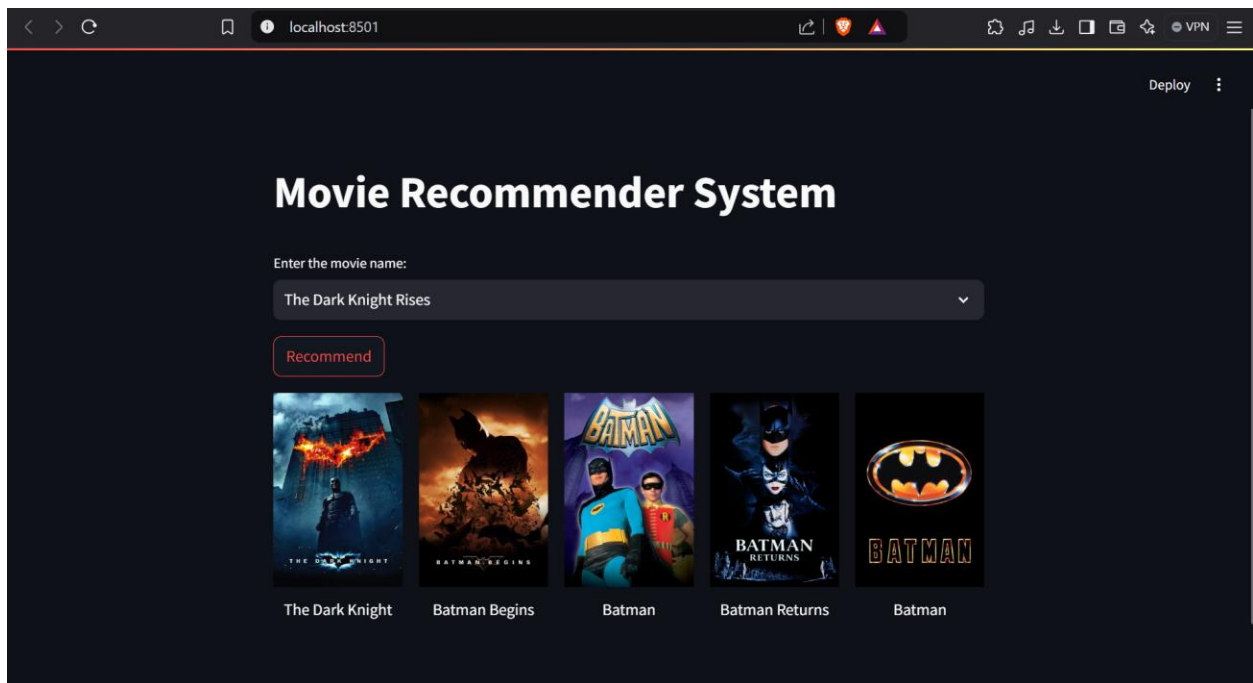 localhost:8501
VPN
Deploy
Movie Recommender System
Enter the movie name:
The Dark Knight Rises
Recommend
THE DARK KNIGHT
BATMAN BEGINS
BATMAN
R
BATMAN
RETURNS
BATMAN
The Dark Knight
Batman Begins
Batman
Batman Returns
Batman